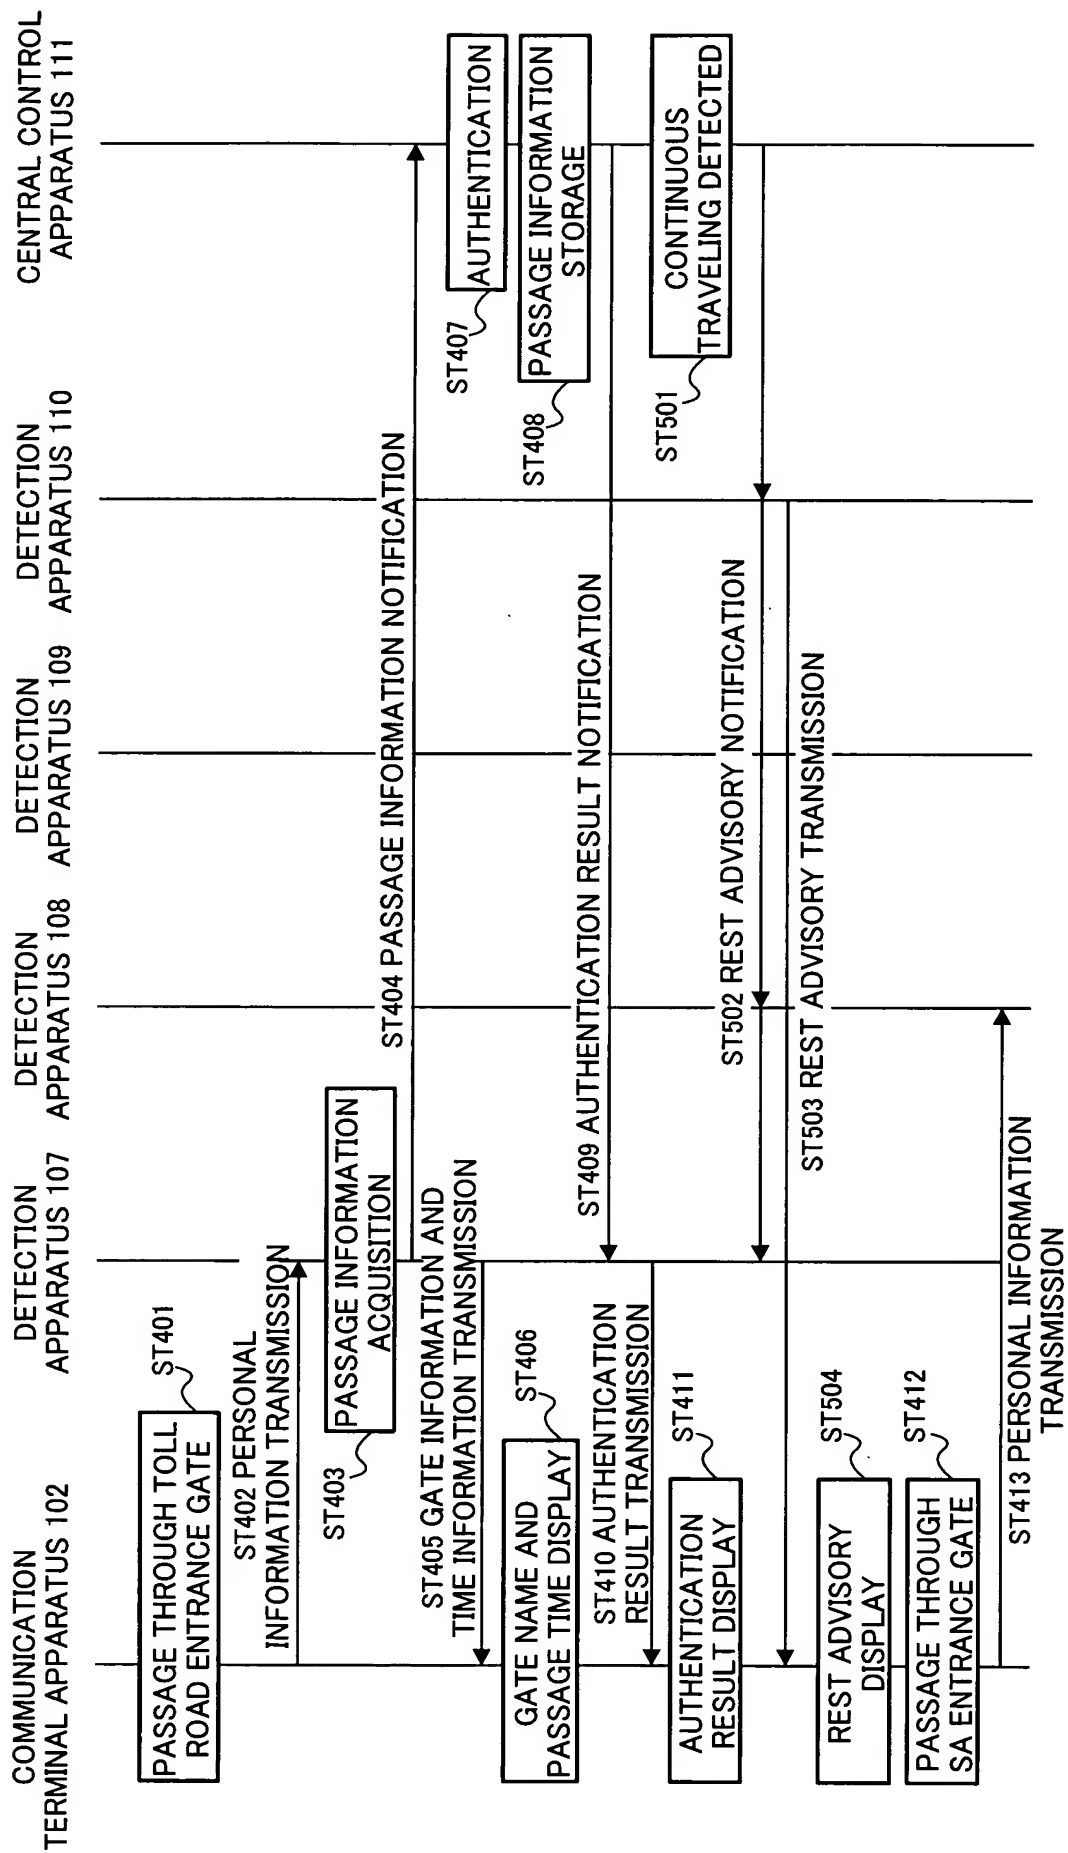 COMMUNICATION
TERMINAL APPARATUS 102
DETECTION
APPARATUS 107
DETECTION
APPARATUS 108
DETECTION
APPARATUS 109
DETECTION
APPARATUS 110
CENTRAL CONTROL
APPARATUS 111
PASSAGE THROUGH TOLL
ROAD ENTRANCE GATE
ST401
ST402 PERSONAL
INFORMATION TRANSMISSION
PASSAGE INFORMATION
ACQUISITION
ST403
ST404 PASSAGE INFORMATION NOTIFICATION
ST405 GATE INFORMATION AND
TIME INFORMATION TRANSMISSION
AUTHENTICATION
ST407
GATE NAME AND
PASSAGE TIME DISPLAY
ST406
PASSAGE INFORMATION
STORAGE
ST408
ST409 AUTHENTICATION RESULT NOTIFICATION
ST410 AUTHENTICATION
RESULT TRANSMISSION
AUTHENTICATION
RESULT DISPLAY
ST411
CONTINUOUS
TRAVELING DETECTED
ST501
ST502 REST ADVISORY NOTIFICATION
ST503 REST ADVISORY TRANSMISSION
REST ADVISORY
DISPLAY
ST504
PASSAGE THROUGH
SA ENTRANCE GATE
ST412
ST413 PERSONAL INFORMATION
TRANSMISSION